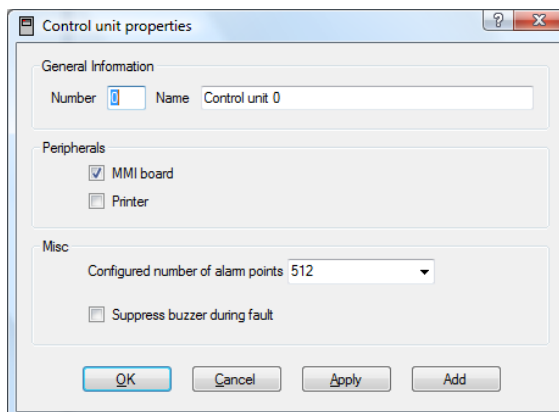 Control unit properties
General Information
Number 0 Name Control unit 0
Peripherals
MMI board
Printer
Misc
Configured number of alarm points 512
Suppress buzzer during fault
OK Cancel Apply Add